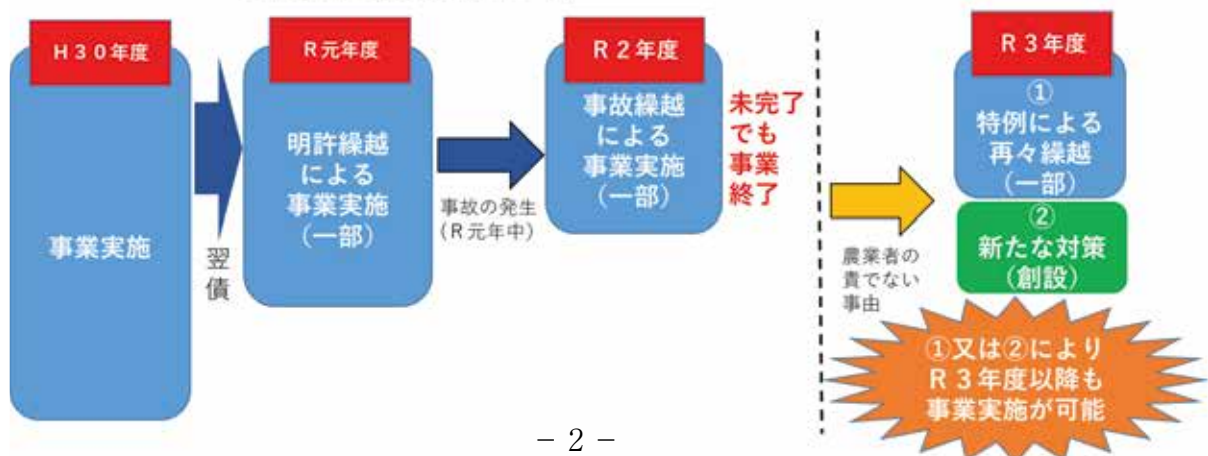 H30年度
事業実施
翌
債
R元年度
明許繰越
による
事業実施
(一部)
事故の発生
(R元年中)
R2年度
事故繰越
による
事業実施
(一部)
未完了
でも
事業
終了
農業者の
貴でない
事由
R3年度
①
特例による
再々繰越
(一部)
②
新たな対策
(創設)
①又は②により
R3年度以降も
事業実施が可能
－2－